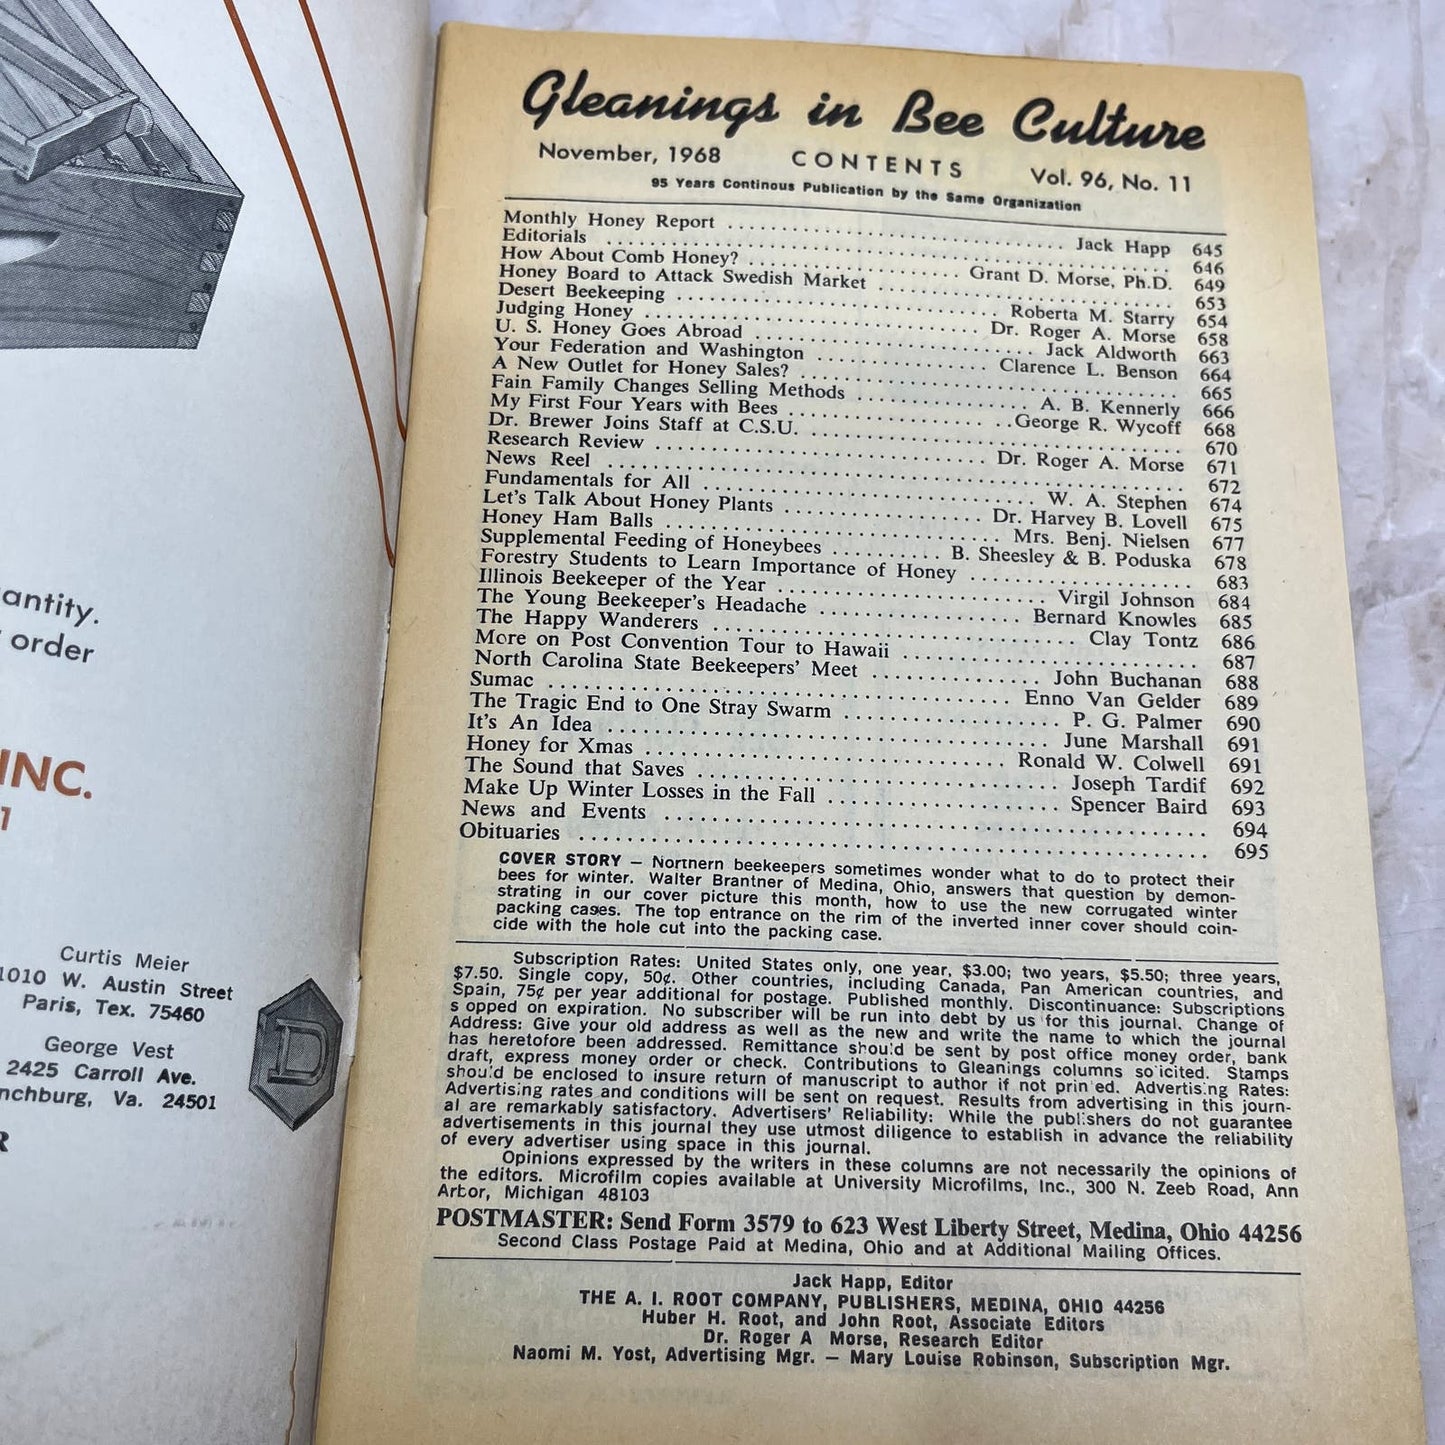 antity.
order
INC.
1
Curtis Meier
1010 W. Austin Street
Paris, Tex. 75460
George Vest
2425 Carroll Ave.
nchburg, Va. 24501
R
D
Gleanings in Bee Culture
November, 1968 CONTENTS Vol. 96, No. 11
95 Years Continous Publication by the Same Organization
Monthly Honey Report ........ Jack Happ 645
Editorials ........ 646
How About Comb Honey? ........ Grant D. Morse, Ph.D. 649
Honey Board to Attack Swedish Market ........ 653
Desert Beekeeping ........ Roberta M. Starry 654
Judging Honey ........ Dr. Roger A. Morse 658
U. S. Honey Goes Abroad ........ Jack Aldworth 663
Your Federation and Washington ........ Clarence L. Benson 664
A New Outlet for Honey Sales? ........ 665
Fain Family Changes Selling Methods ........ A. B. Kennerly 666
My First Four Years with Bees ........ George R. Wycoff 668
Dr. Brewer Joins Staff at C.S.U. ........ 670
Research Review ........ Dr. Roger A. Morse 671
News Reel ........ 672
Fundamentals for All ........ W. A. Stephen 674
Let's Talk About Honey Plants ........ Dr. Harvey B. Lovell 675
Honey Ham Balls ........ Mrs. Benj. Nielsen 677
Supplemental Feeding of Honeybees ........ B. Sheesley & B. Poduska 678
Forestry Students to Learn Importance of Honey ........ 683
Illinois Beekeeper of the Year ........ Virgil Johnson 684
The Young Beekeeper's Headache ........ Bernard Knowles 685
The Happy Wanderers ........ Clay Tontz 686
More on Post Convention Tour to Hawaii ........ 687
North Carolina State Beekeepers' Meet ........ John Buchanan 688
Sumac ........ Enno Van Gelder 689
The Tragic End to One Stray Swarm ........ P. G. Palmer 690
It's An Idea ........ June Marshall 691
Honey for Xmas ........ Ronald W. Colwell 691
The Sound that Saves ........ Joseph Tardif 692
Make Up Winter Losses in the Fall ........ Spencer Baird 693
News and Events ........ 694
Obituaries ........ 695
COVER STORY — Northern beekeepers sometimes wonder what to do to protect their
bees for winter. Walter Brantner of Medina, Ohio, answers that question by demon-
strating in our cover picture this month, how to use the new corrugated winter
packing cases. The top entrance on the rim of the inverted inner cover should coin-
cide with the hole cut into the packing case.
Subscription Rates: United States only, one year, $3.00; two years, $5.50; three years,
$7.50. Single copy, 50¢. Other countries, including Canada, Pan American countries, and
Spain, 75¢ per year additional for postage. Published monthly. Discontinuance: Subscriptions
s opped on expiration. No subscriber will be run into debt by us for this journal. Change of
Address: Give your old address as well as the new and write the name to which the journal
has heretofore been addressed. Remittance should be sent by post office money order, bank
draft, express money order or check. Contributions to Gleanings columns so icited. Stamps
should be enclosed to insure return of manuscript to author if not prin ed. Advertising Rates:
Advertising rates and conditions will be sent on request. Results from advertising in this journ-
al are remarkably satisfactory. Advertisers' Reliability: While the publishers do not guarantee
advertisements in this journal they use utmost diligence to establish in advance the reliability
of every advertiser using space in this journal.
Opinions expressed by the writers in these columns are not necessarily the opinions of
the editors. Microfilm copies available at University Microfilms, Inc., 300 N. Zeeb Road, Ann
Arbor, Michigan 48103
POSTMASTER: Send Form 3579 to 623 West Liberty Street, Medina, Ohio 44256
Second Class Postage Paid at Medina, Ohio and at Additional Mailing Offices.
Jack Happ, Editor
THE A. I. ROOT COMPANY, PUBLISHERS, MEDINA, OHIO 44256
Huber H. Root, and John Root, Associate Editors
Dr. Roger A Morse, Research Editor
Naomi M. Yost, Advertising Mgr. — Mary Louise Robinson, Subscription Mgr.